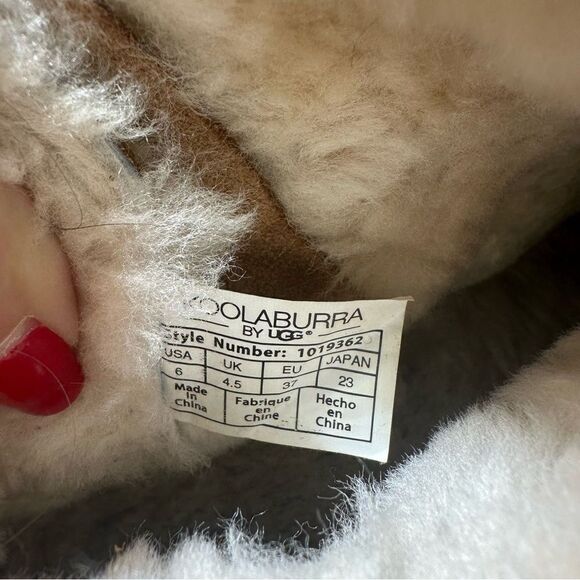 OOLABURRA
BY UGG®
Style Number: 1019362
USA UK EU JAPAN
6 4.5 37 23
Made in China
Fabrique en Chine
Hecho en China